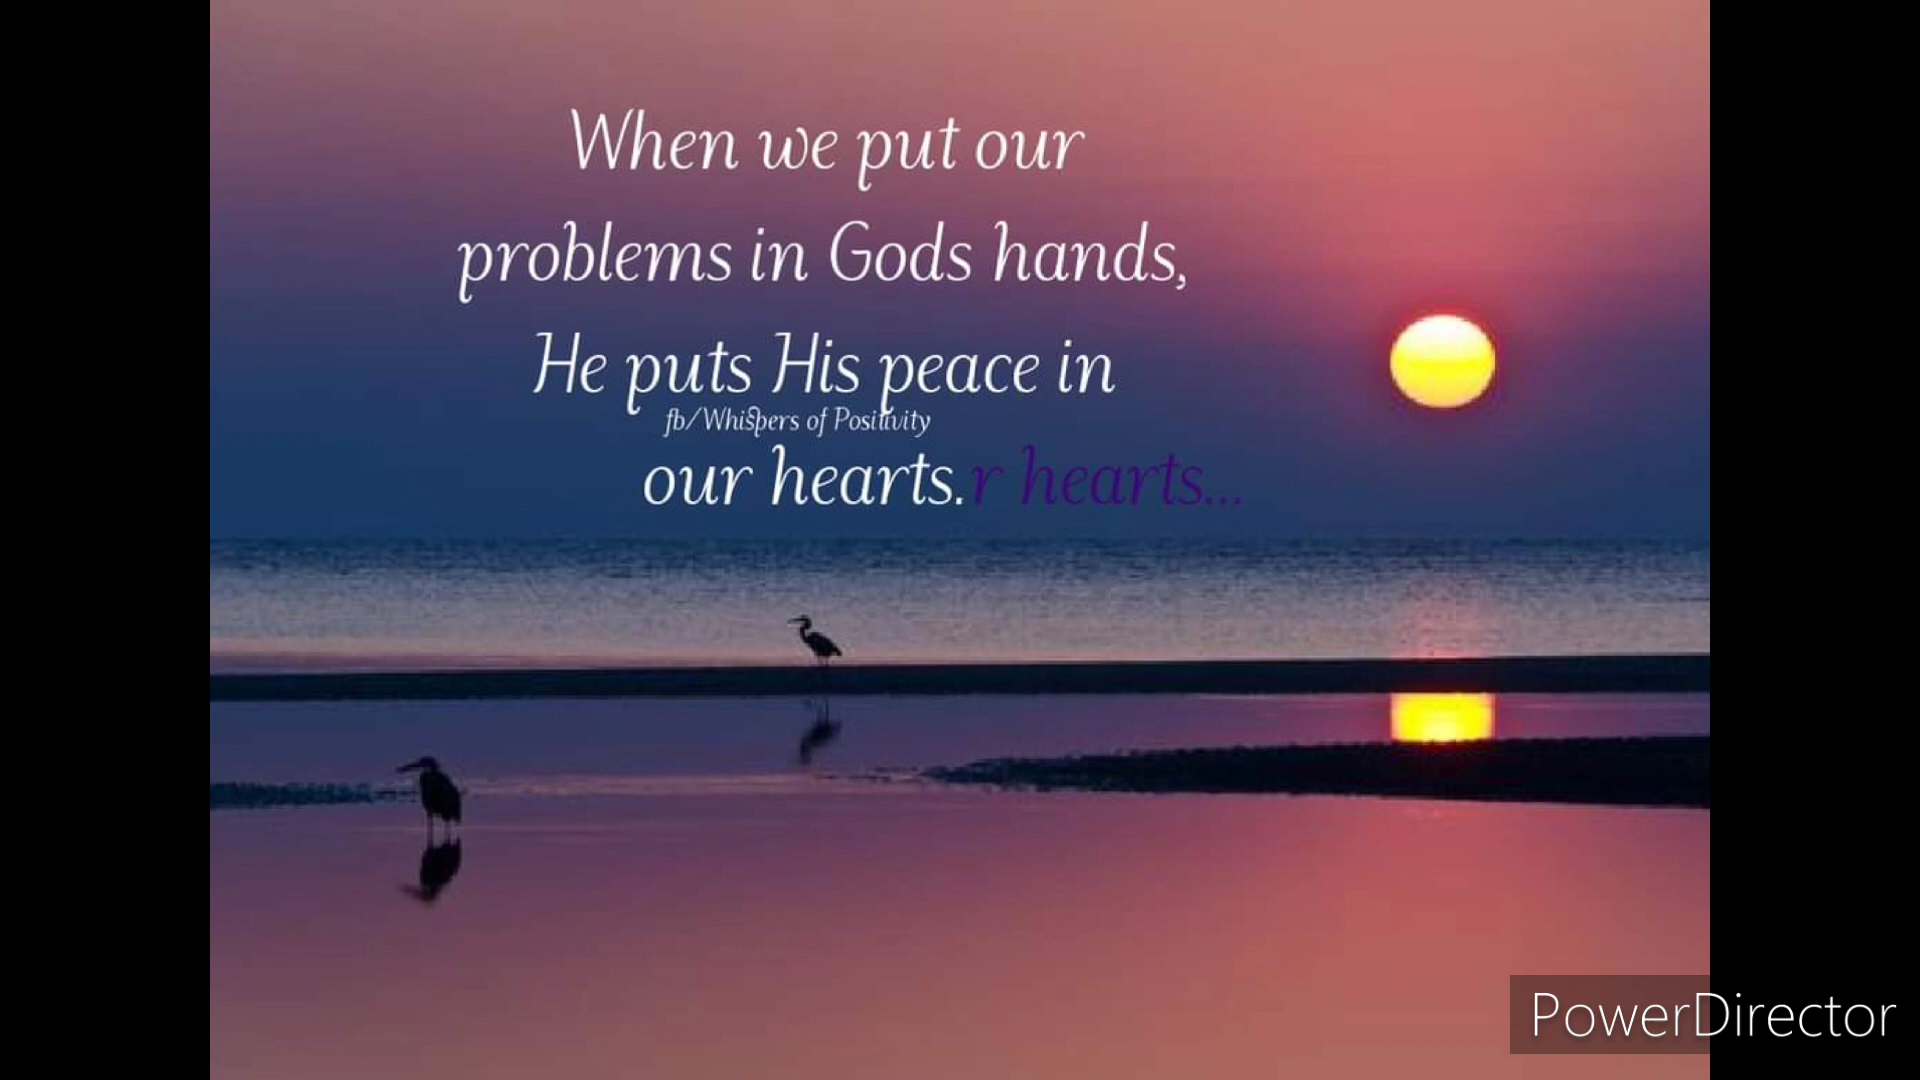 When we put our
problems in Gods hands,
He puts His peace in
fb/Whispers of Positivity
our hearts.r hearts...
PowerDirector